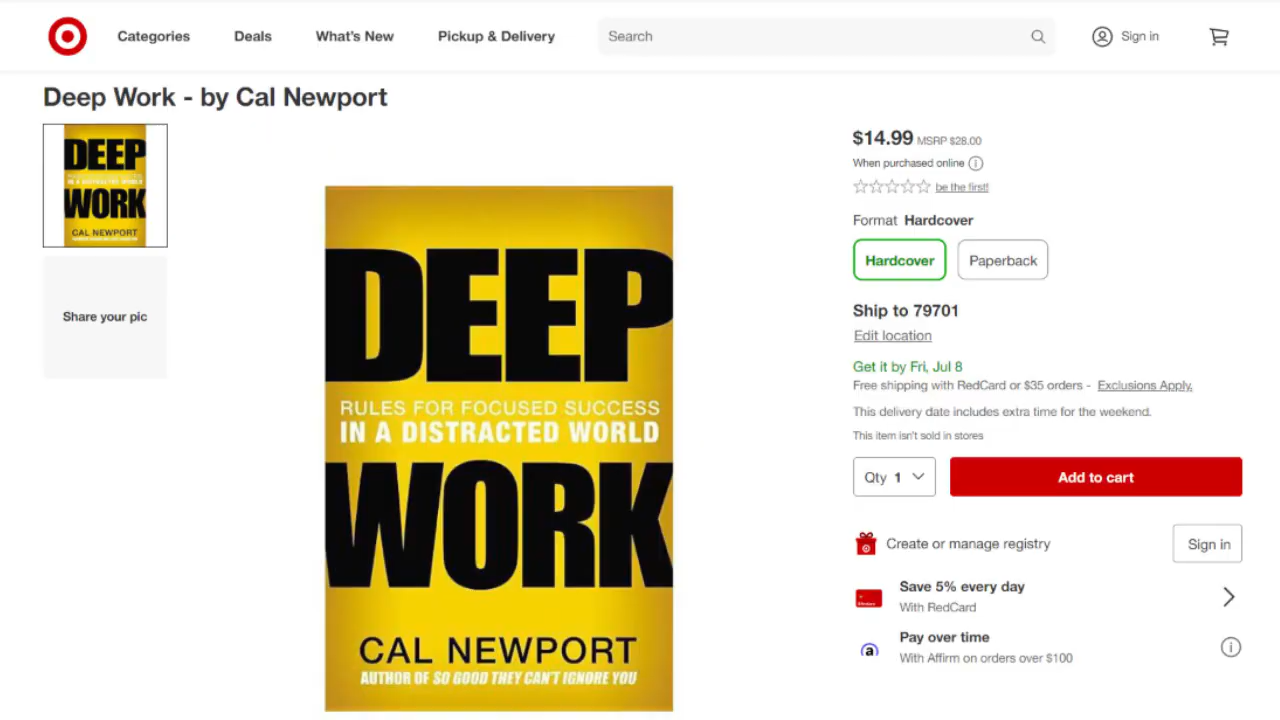 Categories
Deals
What's New
Pickup & Delivery
Search
Sign in
Deep Work - by Cal Newport
DEEP
WORK
CAL NEWPORT
Share your pic
DEEP
RULES FOR FOCUSED SUCCESS
IN A DISTRACTED WORLD
WORK
CAL NEWPORT
AUTHOR OF SO GOOD THEY CAN'T IGNORE YOU
$14.99 MSRP $28.00
When purchased online
be the first!
Format Hardcover
Hardcover
Paperback
Ship to 79701
Edit location
Get it by Fri, Jul 8
Free shipping with RedCard or $35 orders - Exclusions Apply.
This delivery date includes extra time for the weekend.
This item isn't sold in stores
Qty 1
Add to cart
Create or manage registry
Sign in
Save 5% every day
With RedCard
Pay over time
With Affirm on orders over $100